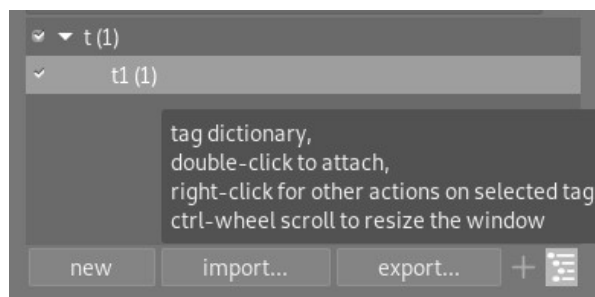 t (1)
t1 (1)
tag dictionary,
double-click to attach,
right-click for other actions on selected tag
ctrl-wheel scroll to resize the window
new import... export...